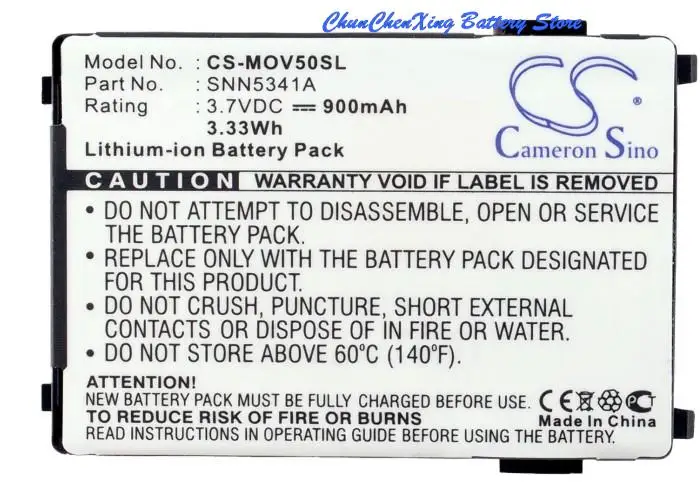 ChunChenXing Battery Store
Model No. : CS-MOV50SL
Part No. : SNN5341A
Rating : 3.7VDC ⎓ 900mAh
3.33Wh
Lithium-ion Battery Pack
CS
®
Cameron Sino
CAUTION WARRANTY VOID IF LABEL IS REMOVED
• DO NOT ATTEMPT TO DISASSEMBLE, OPEN OR SERVICE
THE BATTERY PACK.
• REPLACE ONLY WITH THE BATTERY PACK DESIGNATED
FOR THIS PRODUCT.
• DO NOT CRUSH, PUNCTURE, SHORT EXTERNAL
CONTACTS OR DISPOSE OF IN FIRE OR WATER.
• DO NOT STORE ABOVE 60°C (140°F).
ATTENTION!
NEW BATTERY PACK MUST BE FULLY CHARGED BEFORE USE.
TO REDUCE RISK OF FIRE OR BURNS
READ INSTRUCTIONS IN OPERATING GUIDE BEFORE BATTERY USE.
CE PCT
Made In China